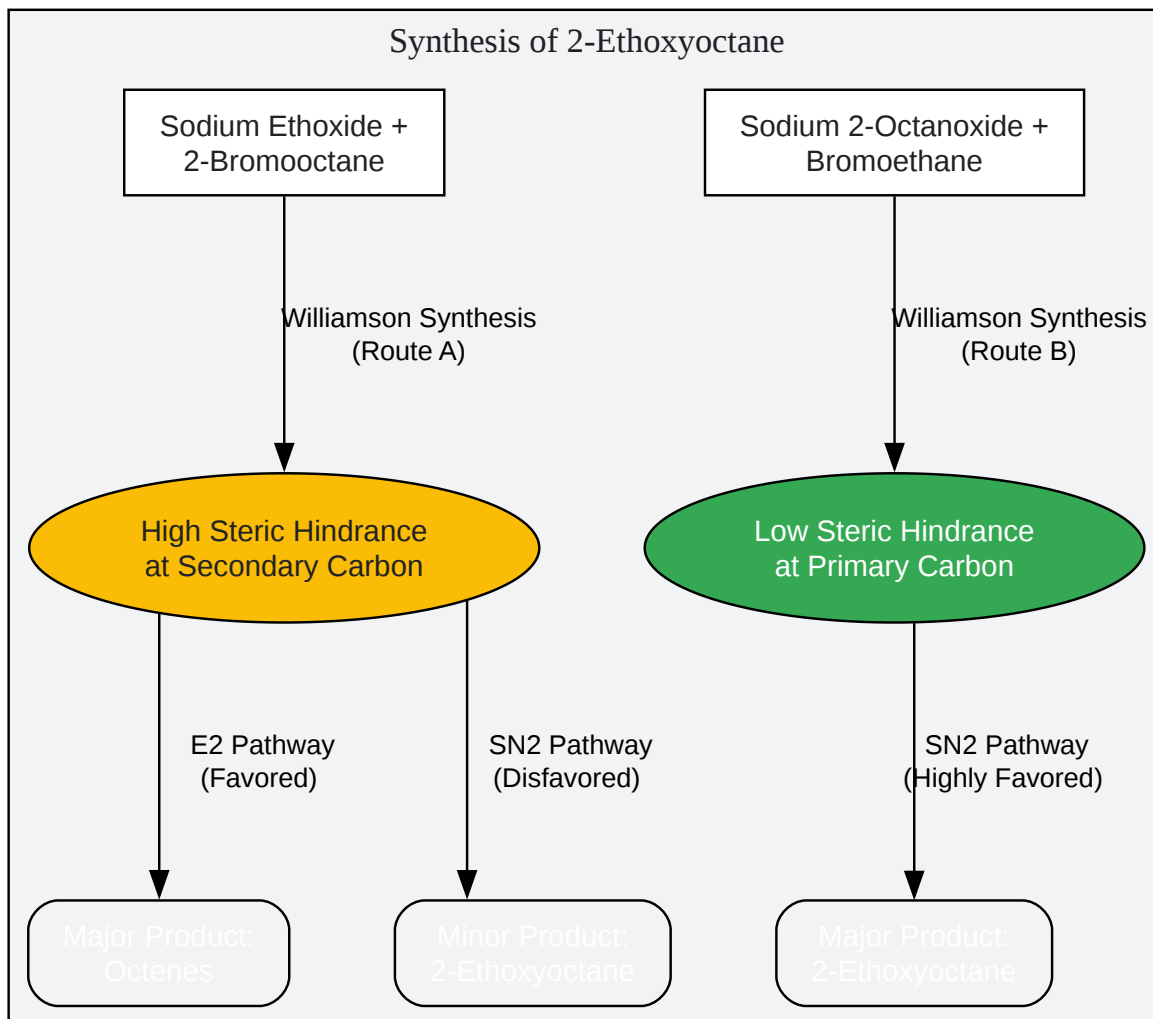 Synthesis of 2-Ethoxyoctane
Sodium Ethoxide +
2-Bromooctane
Sodium 2-Octanoxide +
Bromoethane
Williamson Synthesis
(Route A)
Williamson Synthesis
(Route B)
High Steric Hindrance
at Secondary Carbon
Low Steric Hindrance
at Primary Carbon
E2 Pathway
(Favored)
SN2 Pathway
(Disfavored)
SN2 Pathway
(Highly Favored)
Major Product:
Octenes
Minor Product:
2-Ethoxyoctane
Major Product:
2-Ethoxyoctane